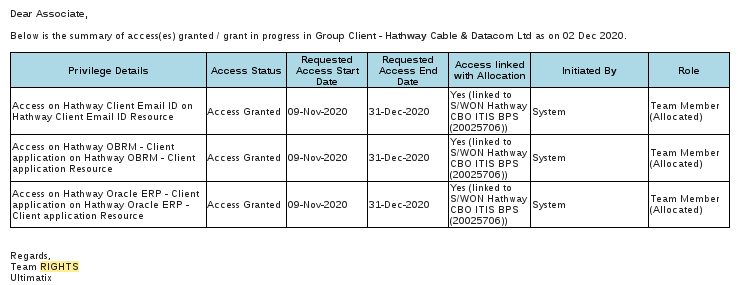 Dear Associate,
Below is the summary of access(es) granted / grant in progress in Group Client - Hathway Cable & Datacom Ltd as on 02 Dec 2020.
Privilege Details Access Status Requested Access Start Date Requested Access End Date Access linked with Allocation Initiated By Role
Access on Hathway Client Email ID on Hathway Client Email ID Resource Access Granted 09-Nov-2020 31-Dec-2020 Yes (linked to S/WON Hathway CBO ITIS BPS (20025706)) System Team Member (Allocated)
Access on Hathway OBRM - Client application on Hathway OBRM - Client application Resource Access Granted 09-Nov-2020 31-Dec-2020 Yes (linked to S/WON Hathway CBO ITIS BPS (20025706)) System Team Member (Allocated)
Access on Hathway Oracle ERP - Client application on Hathway Oracle ERP - Client application Resource Access Granted 09-Nov-2020 31-Dec-2020 Yes (linked to S/WON Hathway CBO ITIS BPS (20025706)) System Team Member (Allocated)
Regards,
Team RIGHTS
Ultimatix